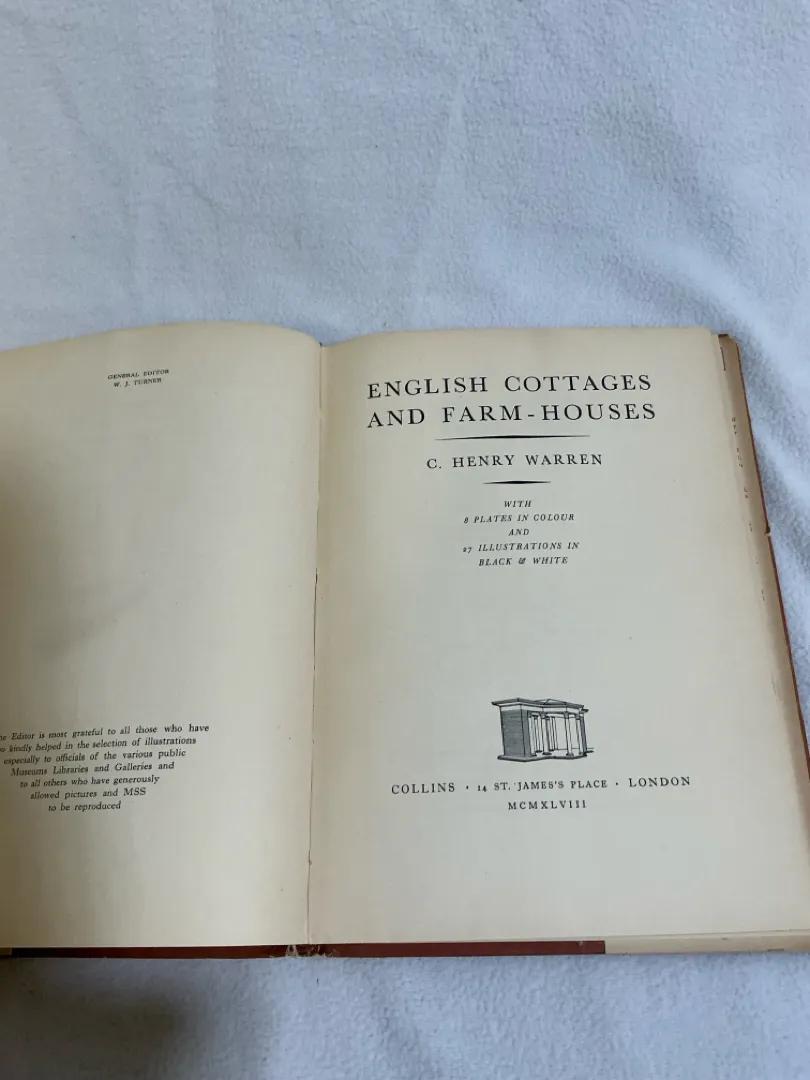 GENERAL EDITOR
W. J. TURNER
Editor is most grateful to all those who have
kindly helped in the selection of illustrations
especially to officials of the various public
Museums Libraries and Galleries and
to all others who have generously
allowed pictures and MSS
to be reproduced
ENGLISH COTTAGES
AND FARM-HOUSES
C. HENRY WARREN
WITH
8 PLATES IN COLOUR
AND
27 ILLUSTRATIONS IN
BLACK & WHITE
COLLINS · 14 ST. JAMES'S PLACE · LONDON
MCMXLVIII